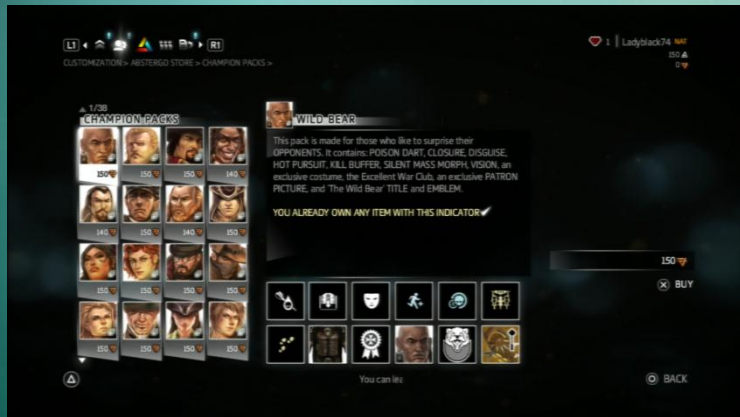 L1 R1
1 | Ladyblack74 NAT
CUSTOMIZATION > ABSTERGO STORE > CHAMPION PACKS >
150
0
1/38
CHAMPION PACKS
WILD BEAR
This pack is made for those who like to surprise their
OPPONENTS. It contains: POISON DART, CLOSURE, DISGUISE,
HOT PURSUIT, KILL BUFFER, SILENT MASS MORPH, VISION, an
exclusive costume, the Excellent War Club, an exclusive PATRON
PICTURE, and 'The Wild Bear' TITLE and EMBLEM.
YOU ALREADY OWN ANY ITEM WITH THIS INDICATOR
150 150 150 140
140 150 140 150
150 150 150 150
150 150 150 150
150
BUY
You can lea
BACK